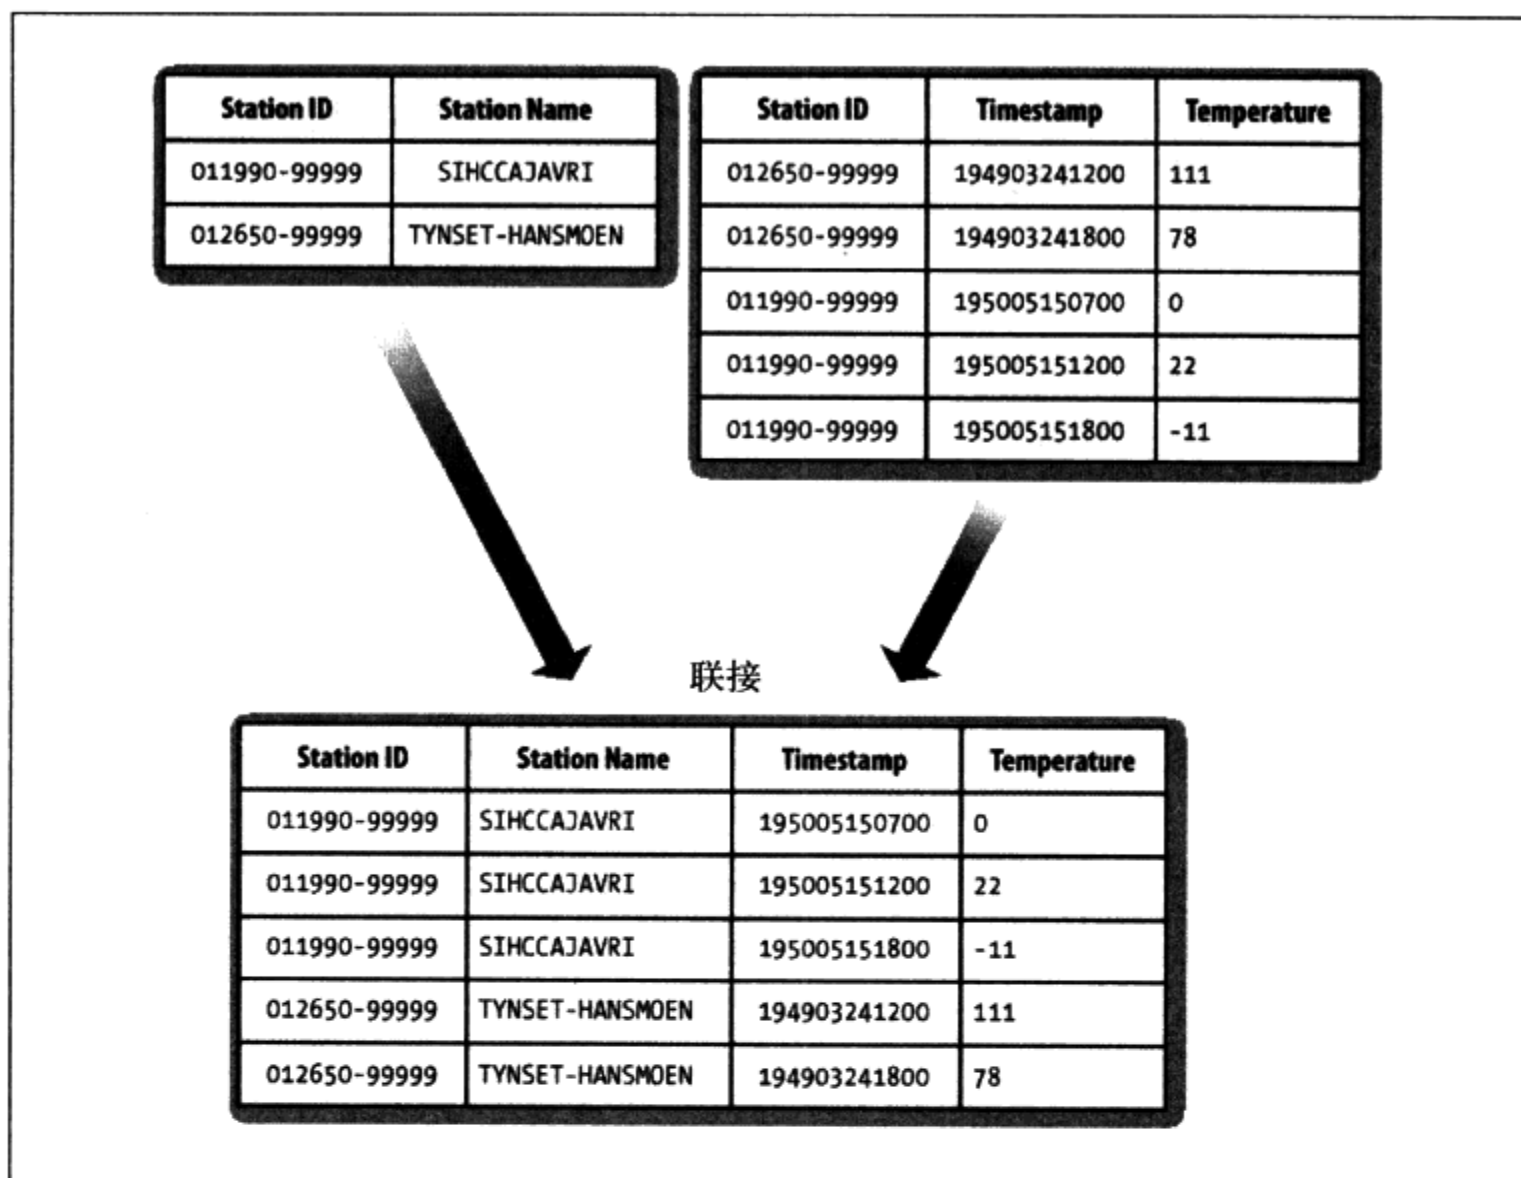 Station ID Station Name
011990-99999 SIHCCAJAVRI
012650-99999 TYNSET-HANSMOEN
Station ID Timestamp Temperature
012650-99999 194903241200 111
012650-99999 194903241800 78
011990-99999 195005150700 0
011990-99999 195005151200 22
011990-99999 195005151800 -11
联接
Station ID Station Name Timestamp Temperature
011990-99999 SIHCCAJAVRI 195005150700 0
011990-99999 SIHCCAJAVRI 195005151200 22
011990-99999 SIHCCAJAVRI 195005151800 -11
012650-99999 TYNSET-HANSMOEN 194903241200 111
012650-99999 TYNSET-HANSMOEN 194903241800 78